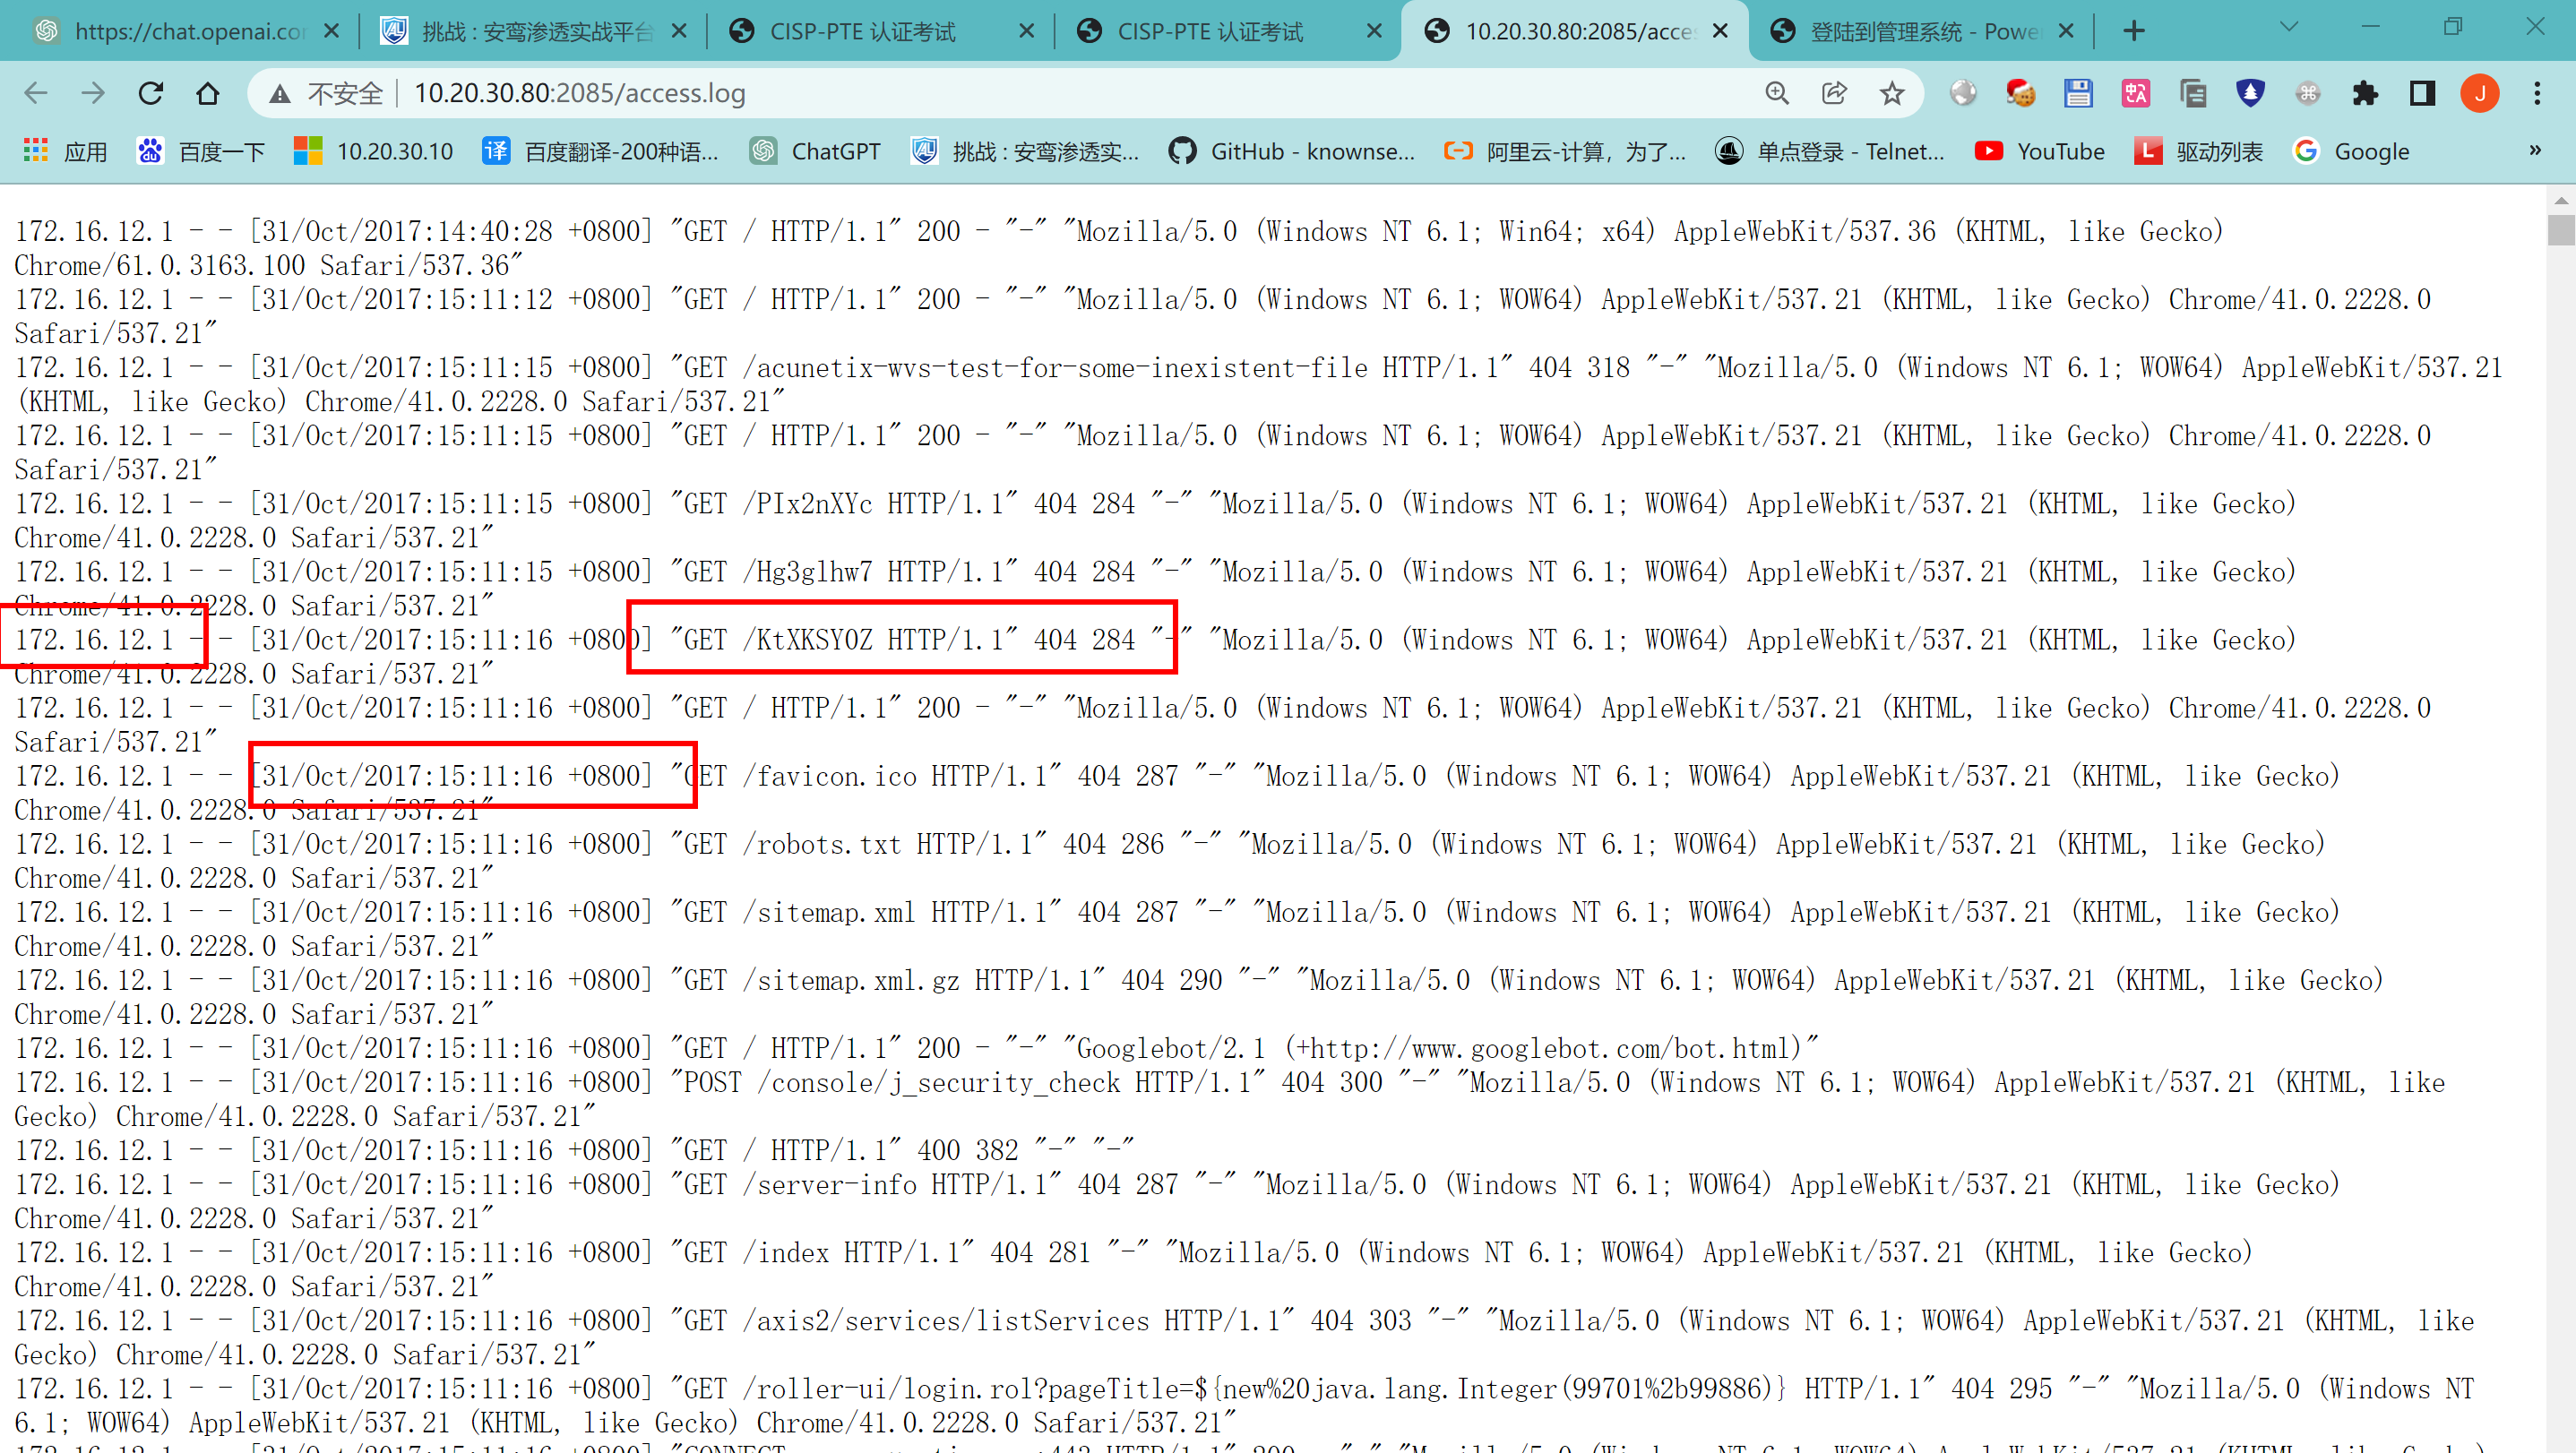 https://chat.openai.co
挑战 : 安鸾渗透实战平台
CISP-PTE 认证考试
CISP-PTE 认证考试
10.20.30.80:2085/acce
登陆到管理系统 - Powe
不安全
10.20.30.80:2085/access.log
J
应用
百度一下
10.20.30.10
百度翻译-200种语...
ChatGPT
挑战 : 安鸾渗透实...
GitHub - knownse...
阿里云-计算，为了...
单点登录 - Telnet...
YouTube
驱动列表
Google
»
172.16.12.1 - - [31/Oct/2017:14:40:28 +0800] "GET / HTTP/1.1" 200 - "-" "Mozilla/5.0 (Windows NT 6.1; Win64; x64) AppleWebKit/537.36 (KHTML, like Gecko)
Chrome/61.0.3163.100 Safari/537.36"
172.16.12.1 - - [31/Oct/2017:15:11:12 +0800] "GET / HTTP/1.1" 200 - "-" "Mozilla/5.0 (Windows NT 6.1; WOW64) AppleWebKit/537.21 (KHTML, like Gecko) Chrome/41.0.2228.0
Safari/537.21"
172.16.12.1 - - [31/Oct/2017:15:11:15 +0800] "GET /acunetix-wvs-test-for-some-inexistent-file HTTP/1.1" 404 318 "-" "Mozilla/5.0 (Windows NT 6.1; WOW64) AppleWebKit/537.21
(KHTML, like Gecko) Chrome/41.0.2228.0 Safari/537.21"
172.16.12.1 - - [31/Oct/2017:15:11:15 +0800] "GET / HTTP/1.1" 200 - "-" "Mozilla/5.0 (Windows NT 6.1; WOW64) AppleWebKit/537.21 (KHTML, like Gecko) Chrome/41.0.2228.0
Safari/537.21"
172.16.12.1 - - [31/Oct/2017:15:11:15 +0800] "GET /PIx2nXYc HTTP/1.1" 404 284 "-" "Mozilla/5.0 (Windows NT 6.1; WOW64) AppleWebKit/537.21 (KHTML, like Gecko)
Chrome/41.0.2228.0 Safari/537.21"
172.16.12.1 - - [31/Oct/2017:15:11:15 +0800] "GET /Hg3glhw7 HTTP/1.1" 404 284 "-" "Mozilla/5.0 (Windows NT 6.1; WOW64) AppleWebKit/537.21 (KHTML, like Gecko)
Chrome/41.0.2228.0 Safari/537.21"
172.16.12.1 - - [31/Oct/2017:15:11:16 +0800] "GET /KtXKSY0Z HTTP/1.1" 404 284 "-" "Mozilla/5.0 (Windows NT 6.1; WOW64) AppleWebKit/537.21 (KHTML, like Gecko)
Chrome/41.0.2228.0 Safari/537.21"
172.16.12.1 - - [31/Oct/2017:15:11:16 +0800] "GET / HTTP/1.1" 200 - "-" "Mozilla/5.0 (Windows NT 6.1; WOW64) AppleWebKit/537.21 (KHTML, like Gecko) Chrome/41.0.2228.0
Safari/537.21"
172.16.12.1 - - [31/Oct/2017:15:11:16 +0800] "GET /favicon.ico HTTP/1.1" 404 287 "-" "Mozilla/5.0 (Windows NT 6.1; WOW64) AppleWebKit/537.21 (KHTML, like Gecko)
Chrome/41.0.2228.0 Safari/537.21"
172.16.12.1 - - [31/Oct/2017:15:11:16 +0800] "GET /robots.txt HTTP/1.1" 404 286 "-" "Mozilla/5.0 (Windows NT 6.1; WOW64) AppleWebKit/537.21 (KHTML, like Gecko)
Chrome/41.0.2228.0 Safari/537.21"
172.16.12.1 - - [31/Oct/2017:15:11:16 +0800] "GET /sitemap.xml HTTP/1.1" 404 287 "-" "Mozilla/5.0 (Windows NT 6.1; WOW64) AppleWebKit/537.21 (KHTML, like Gecko)
Chrome/41.0.2228.0 Safari/537.21"
172.16.12.1 - - [31/Oct/2017:15:11:16 +0800] "GET /sitemap.xml.gz HTTP/1.1" 404 290 "-" "Mozilla/5.0 (Windows NT 6.1; WOW64) AppleWebKit/537.21 (KHTML, like Gecko)
Chrome/41.0.2228.0 Safari/537.21"
172.16.12.1 - - [31/Oct/2017:15:11:16 +0800] "GET / HTTP/1.1" 200 - "-" "Googlebot/2.1 (+http://www.googlebot.com/bot.html)"
172.16.12.1 - - [31/Oct/2017:15:11:16 +0800] "POST /console/j_security_check HTTP/1.1" 404 300 "-" "Mozilla/5.0 (Windows NT 6.1; WOW64) AppleWebKit/537.21 (KHTML, like
Gecko) Chrome/41.0.2228.0 Safari/537.21"
172.16.12.1 - - [31/Oct/2017:15:11:16 +0800] "GET / HTTP/1.1" 400 382 "-" "-"
172.16.12.1 - - [31/Oct/2017:15:11:16 +0800] "GET /server-info HTTP/1.1" 404 287 "-" "Mozilla/5.0 (Windows NT 6.1; WOW64) AppleWebKit/537.21 (KHTML, like Gecko)
Chrome/41.0.2228.0 Safari/537.21"
172.16.12.1 - - [31/Oct/2017:15:11:16 +0800] "GET /index HTTP/1.1" 404 281 "-" "Mozilla/5.0 (Windows NT 6.1; WOW64) AppleWebKit/537.21 (KHTML, like Gecko)
Chrome/41.0.2228.0 Safari/537.21"
172.16.12.1 - - [31/Oct/2017:15:11:16 +0800] "GET /axis2/services/listServices HTTP/1.1" 404 303 "-" "Mozilla/5.0 (Windows NT 6.1; WOW64) AppleWebKit/537.21 (KHTML, like
Gecko) Chrome/41.0.2228.0 Safari/537.21"
172.16.12.1 - - [31/Oct/2017:15:11:16 +0800] "GET /roller-ui/login.rol?pageTitle=${new%20java.lang.Integer(99701%2b99886)} HTTP/1.1" 404 295 "-" "Mozilla/5.0 (Windows NT
6.1; WOW64) AppleWebKit/537.21 (KHTML, like Gecko) Chrome/41.0.2228.0 Safari/537.21"